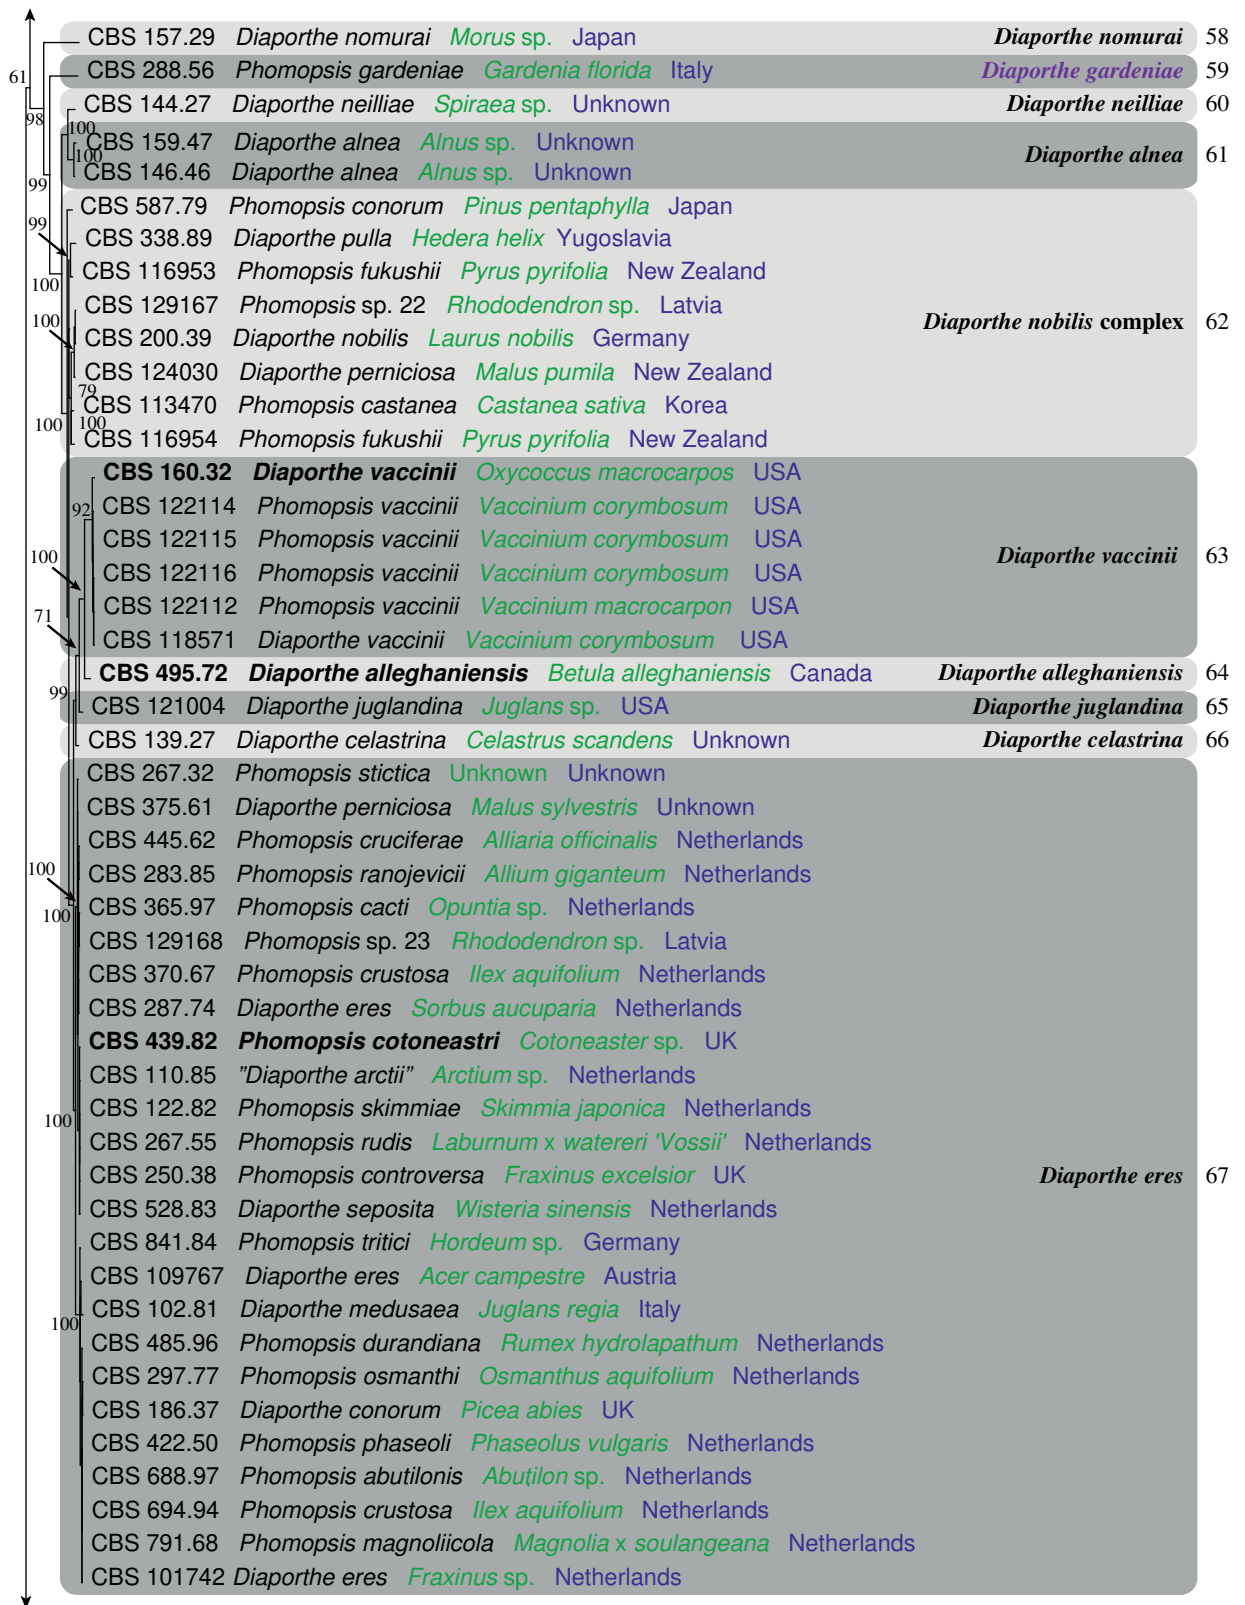 CBS 157.29 Diaporthe nomurai Morus sp. Japan Diaporthe nomurai 58
61
CBS 288.56 Phomopsis gardeniae Gardenia florida Italy Diaporthe gardeniae 59
CBS 144.27 Diaporthe neilliae Spiraea sp. Unknown Diaporthe neilliae 60
98
100
CBS 159.47 Diaporthe alnea Alnus sp. Unknown
100
Diaporthe alnea 61
CBS 146.46 Diaporthe alnea Alnus sp. Unknown
99
CBS 587.79 Phomopsis conorum Pinus pentaphylla Japan
99
CBS 338.89 Diaporthe pulla Hedera helix Yugoslavia
CBS 116953 Phomopsis fukushii Pyrus pyrifolia New Zealand
100
CBS 129167 Phomopsis sp. 22 Rhododendron sp. Latvia
100
Diaporthe nobilis complex 62
CBS 200.39 Diaporthe nobilis Laurus nobilis Germany
CBS 124030 Diaporthe perniciosa Malus pumila New Zealand
79
CBS 113470 Phomopsis castanea Castanea sativa Korea
100 100
CBS 116954 Phomopsis fukushii Pyrus pyrifolia New Zealand
CBS 160.32 Diaporthe vaccinii Oxycoccus macrocarpos USA
92
CBS 122114 Phomopsis vaccinii Vaccinium corymbosum USA
CBS 122115 Phomopsis vaccinii Vaccinium corymbosum USA
100
Diaporthe vaccinii 63
CBS 122116 Phomopsis vaccinii Vaccinium corymbosum USA
CBS 122112 Phomopsis vaccinii Vaccinium macrocarpon USA
71
CBS 118571 Diaporthe vaccinii Vaccinium corymbosum USA
CBS 495.72 Diaporthe alleghaniensis Betula alleghaniensis Canada Diaporthe alleghaniensis 64
99
CBS 121004 Diaporthe juglandina Juglans sp. USA Diaporthe juglandina 65
CBS 139.27 Diaporthe celastrina Celastrus scandens Unknown Diaporthe celastrina 66
CBS 267.32 Phomopsis stictica Unknown Unknown
CBS 375.61 Diaporthe perniciosa Malus sylvestris Unknown
CBS 445.62 Phomopsis cruciferae Alliaria officinalis Netherlands
100
CBS 283.85 Phomopsis ranojevicii Allium giganteum Netherlands
CBS 365.97 Phomopsis cacti Opuntia sp. Netherlands
100
CBS 129168 Phomopsis sp. 23 Rhododendron sp. Latvia
CBS 370.67 Phomopsis crustosa Ilex aquifolium Netherlands
CBS 287.74 Diaporthe eres Sorbus aucuparia Netherlands
CBS 439.82 Phomopsis cotoneastri Cotoneaster sp. UK
CBS 110.85 "Diaporthe arctii" Arctium sp. Netherlands
CBS 122.82 Phomopsis skimmiae Skimmia japonica Netherlands
100
CBS 267.55 Phomopsis rudis Laburnum x watereri 'Vossii' Netherlands
CBS 250.38 Phomopsis controversa Fraxinus excelsior UK Diaporthe eres 67
CBS 528.83 Diaporthe seposita Wisteria sinensis Netherlands
CBS 841.84 Phomopsis tritici Hordeum sp. Germany
CBS 109767 Diaporthe eres Acer campestre Austria
CBS 102.81 Diaporthe medusaea Juglans regia Italy
100
CBS 485.96 Phomopsis durandiana Rumex hydrolapathum Netherlands
CBS 297.77 Phomopsis osmanthi Osmanthus aquifolium Netherlands
CBS 186.37 Diaporthe conorum Picea abies UK
CBS 422.50 Phomopsis phaseoli Phaseolus vulgaris Netherlands
CBS 688.97 Phomopsis abutilonis Abutilon sp. Netherlands
CBS 694.94 Phomopsis crustosa Ilex aquifolium Netherlands
CBS 791.68 Phomopsis magnoliicola Magnolia x soulangeana Netherlands
CBS 101742 Diaporthe eres Fraxinus sp. Netherlands